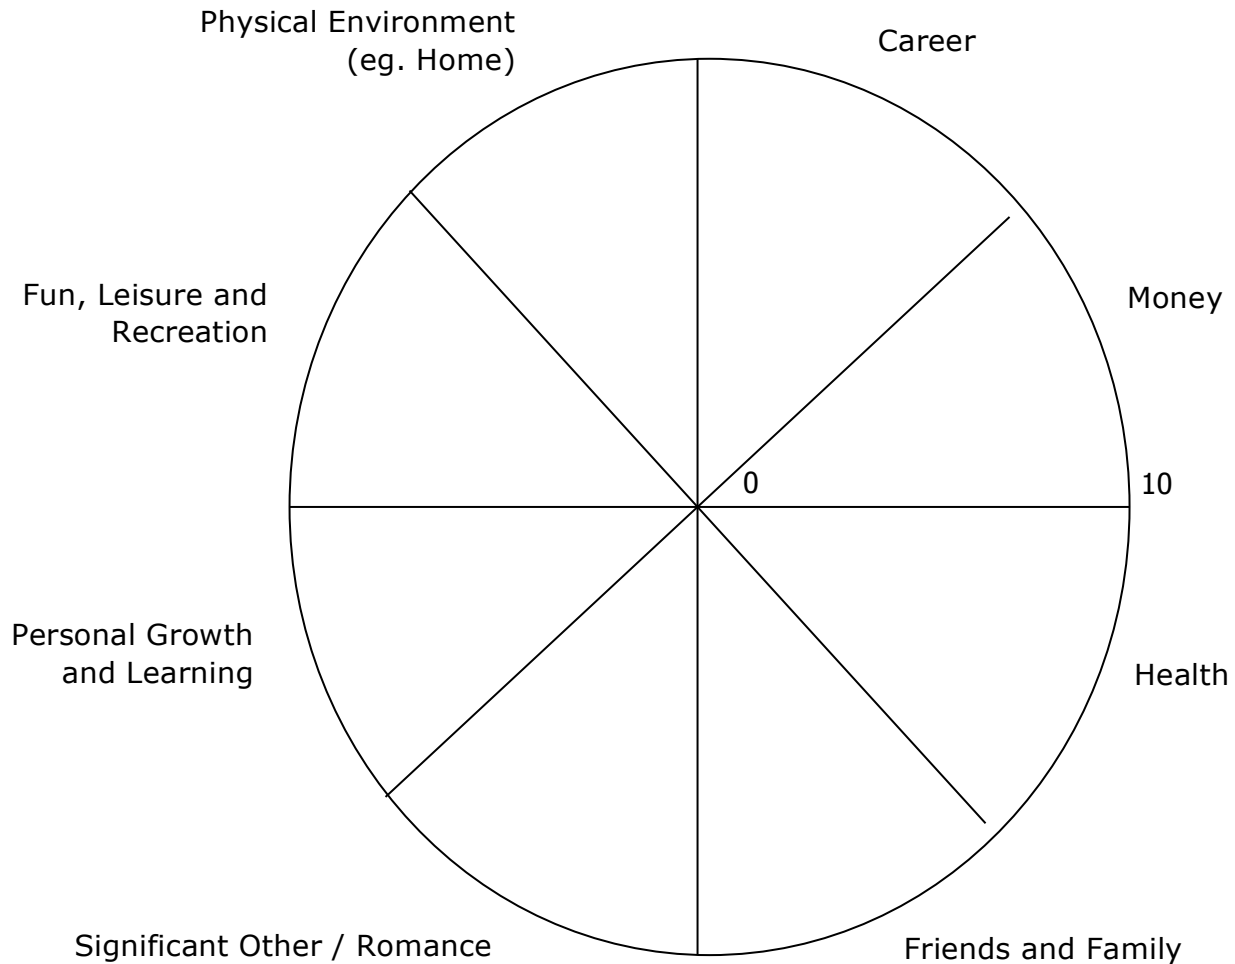 Physical Environment
(eg. Home)
Career
Fun, Leisure and
Recreation
Money
0
10
Personal Growth
and Learning
Health
Significant Other / Romance
Friends and Family